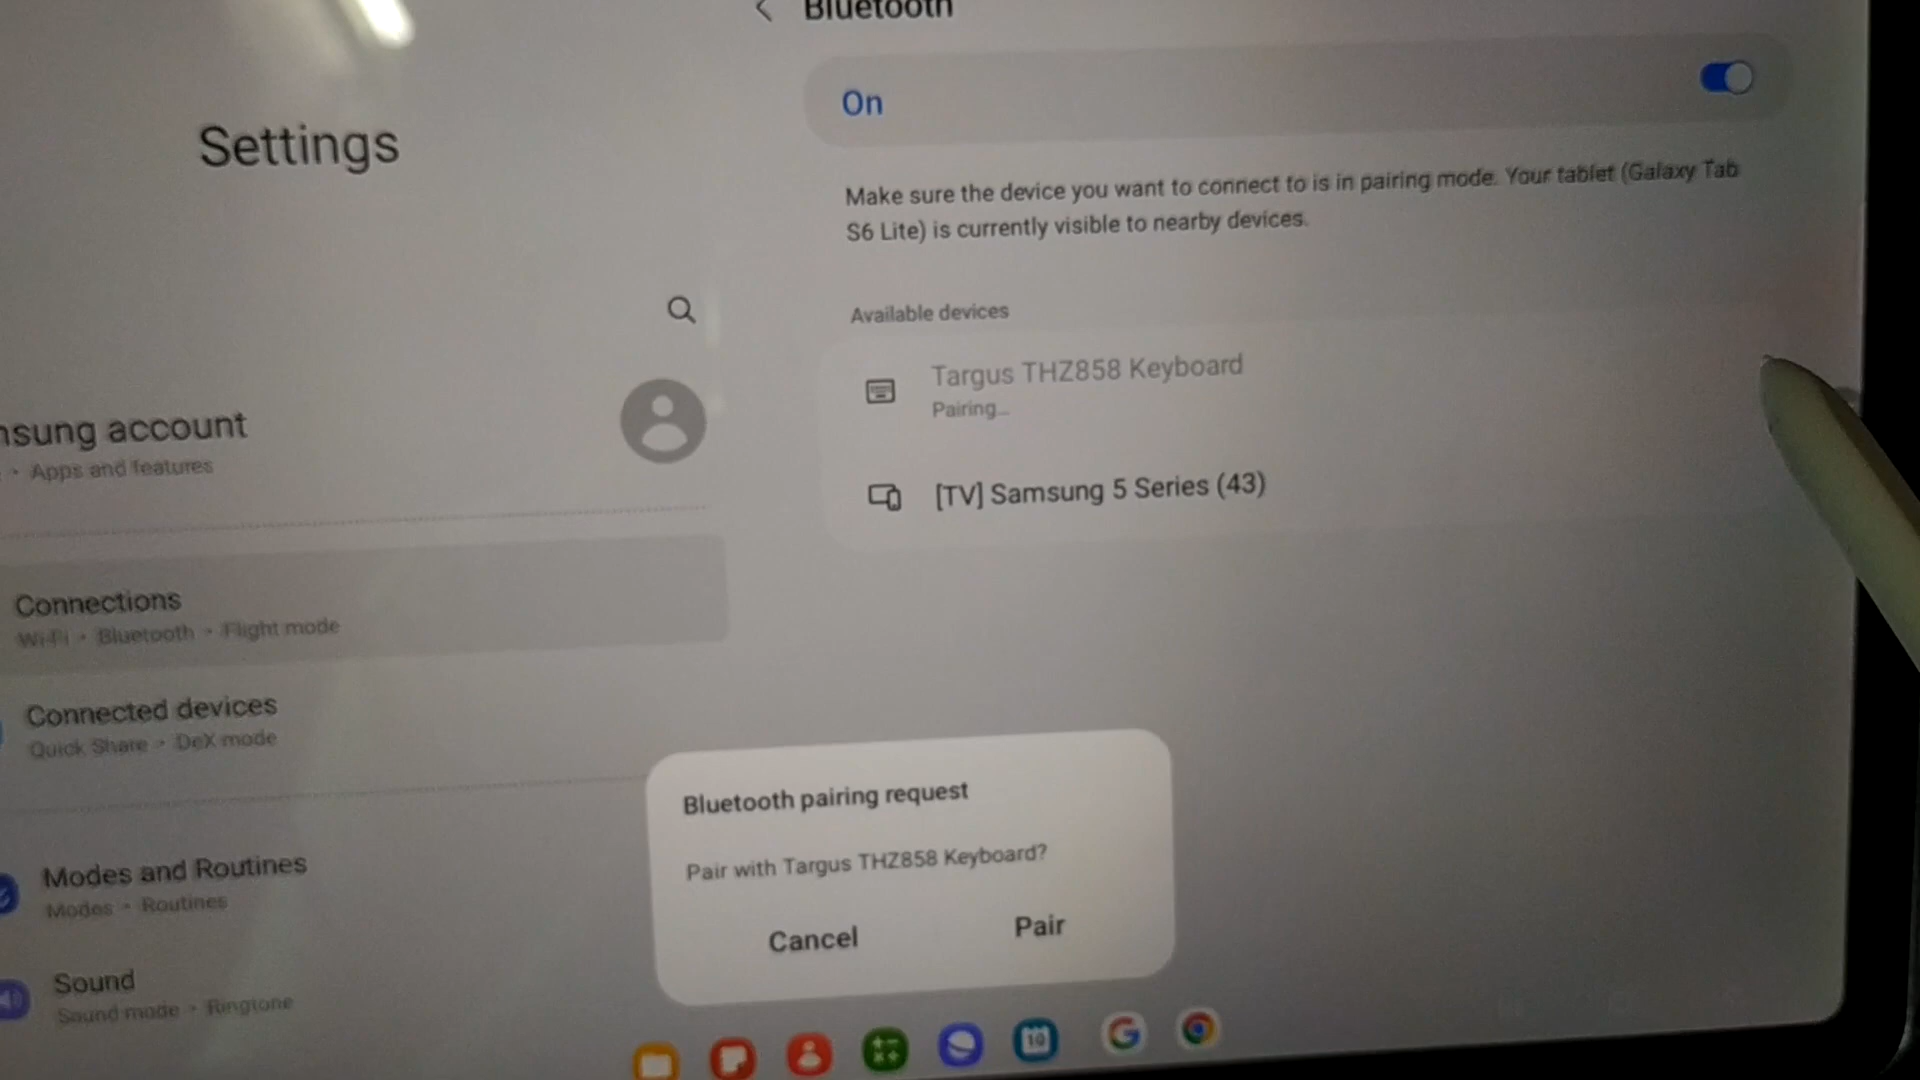 Bluetooth
On
Settings
Make sure the device you want to connect to is in pairing mode. Your tablet (Galaxy Tab
S6 Lite) is currently visible to nearby devices.
Available devices
Targus THZ858 Keyboard
Pairing...
[TV] Samsung 5 Series (43)
nsung account
• Apps and features
Connections
Wi-Fi • Bluetooth • Flight mode
Connected devices
Quick Share • DeX mode
Modes and Routines
Modes • Routines
Sound
Sound mode • Ringtone
Bluetooth pairing request
Pair with Targus THZ858 Keyboard?
Cancel
Pair
10
G